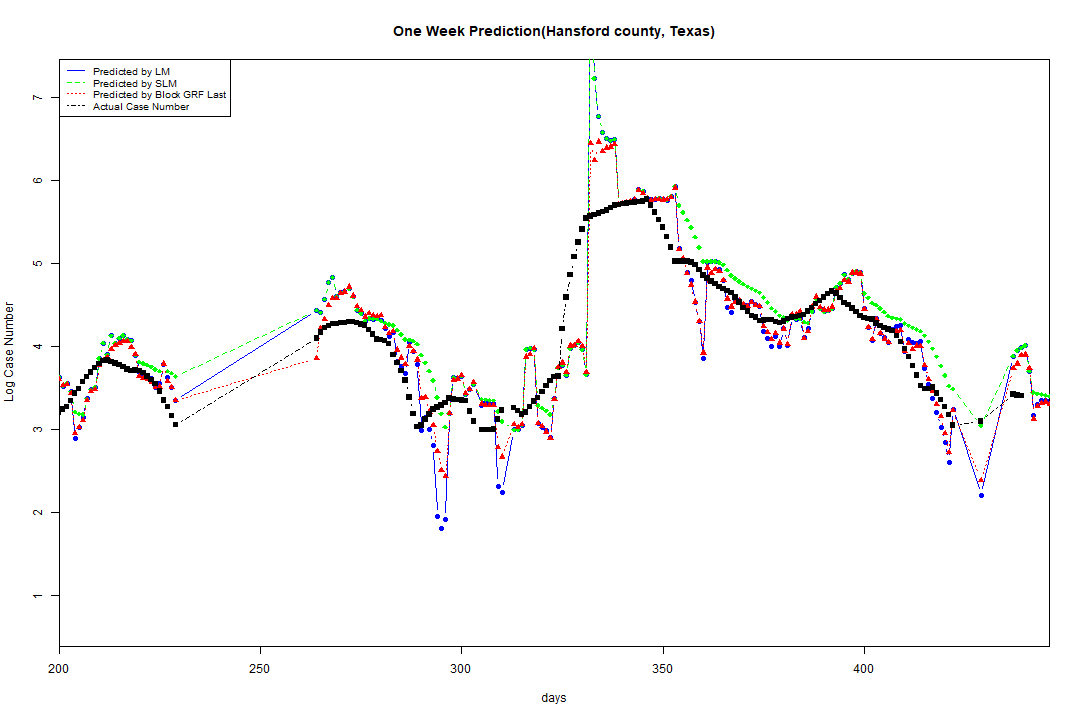 One Week Prediction(Hansford county, Texas)
Predicted by LM
Predicted by SLM
Predicted by Block GRF Last
Actual Case Number
7
6
5
4
3
2
1
Log Case Number
200 250 300 350 400
days